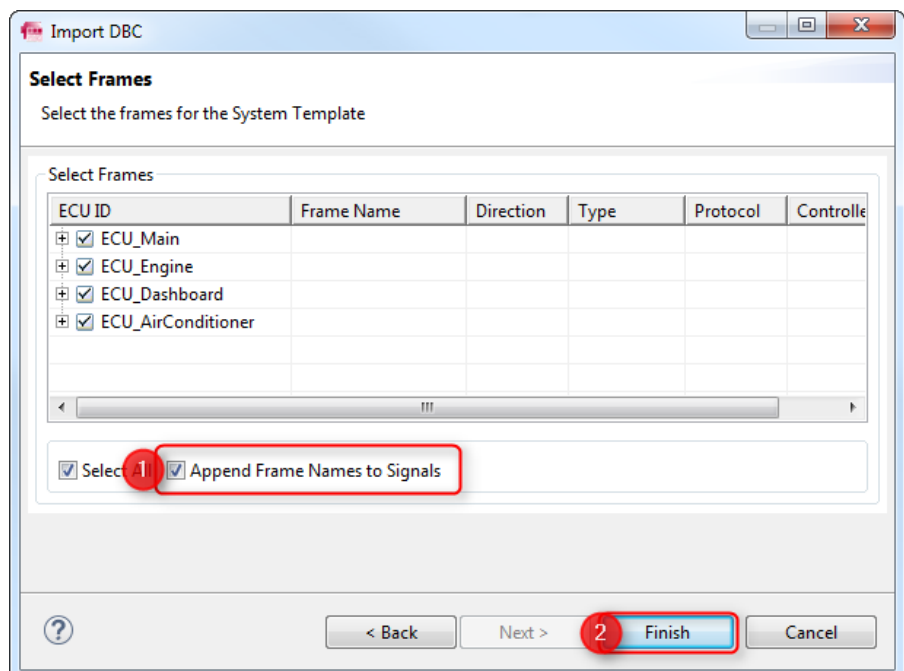 Import DBC
Select Frames
Select the frames for the System Template
Select Frames
ECU ID Frame Name Direction Type Protocol Controlle
ECU_Main
ECU_Engine
ECU_Dashboard
ECU_AirConditioner
Select All 1 Append Frame Names to Signals
? < Back Next > 2 Finish Cancel